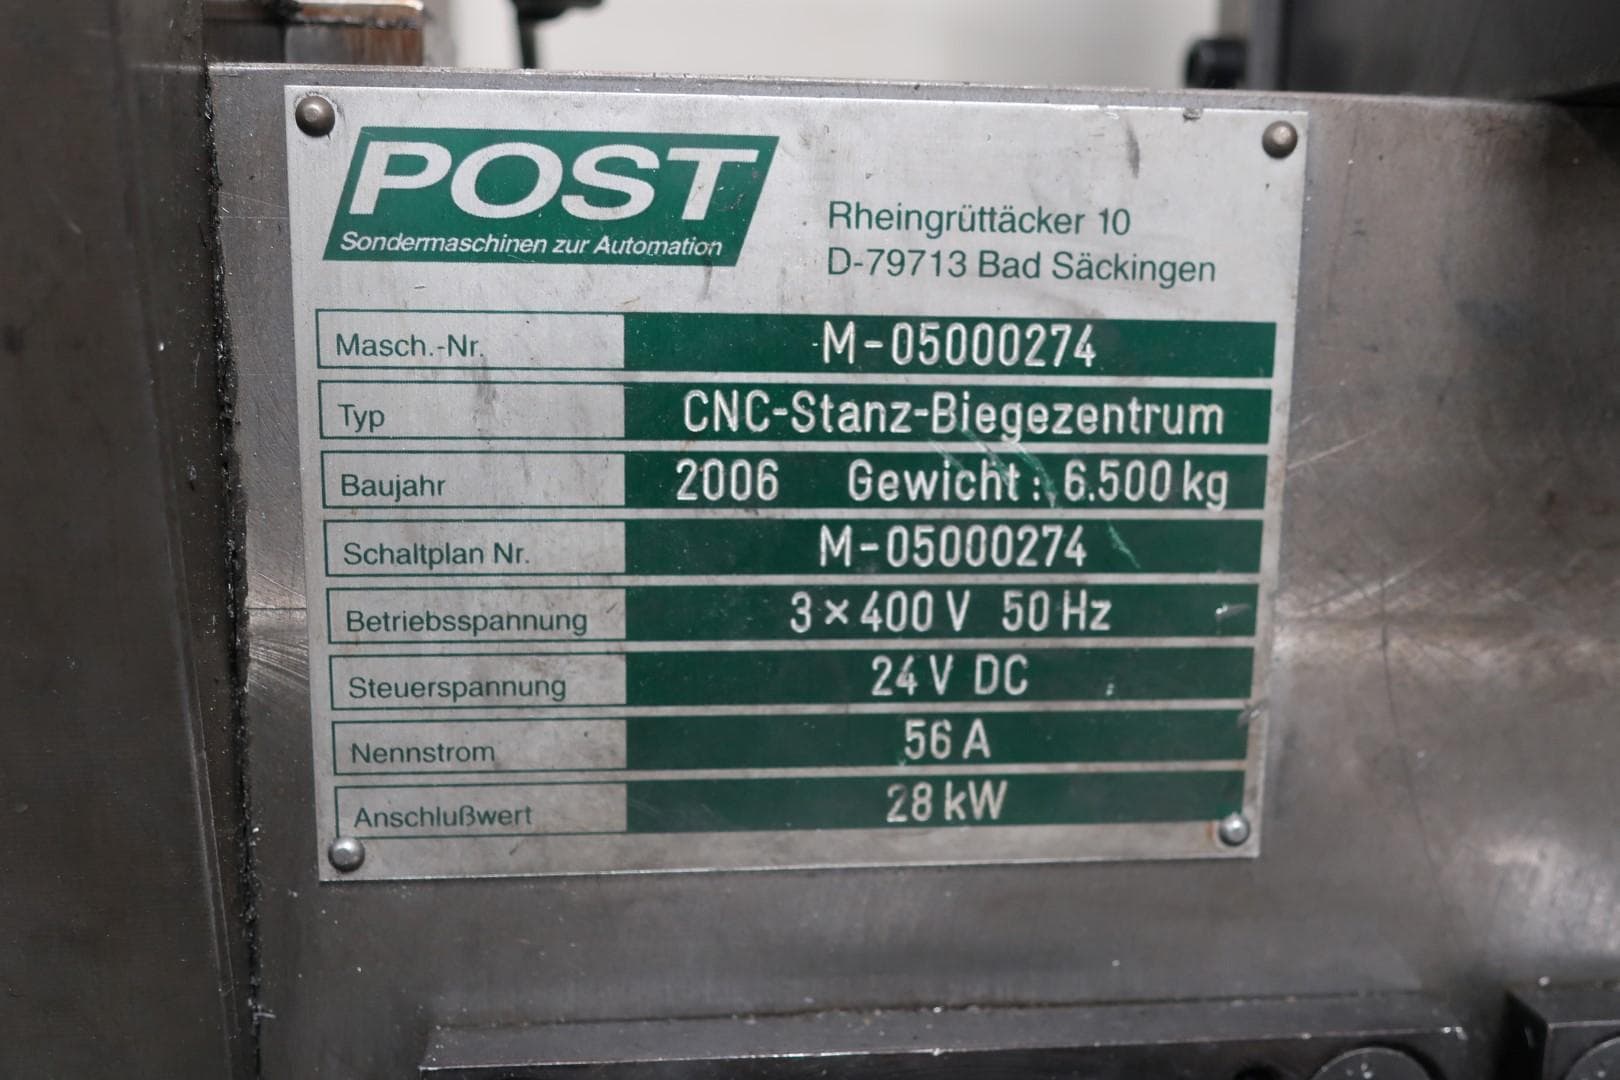 POST
Sondermaschinen zur Automation
Rheingrüttäcker 10
D-79713 Bad Säckingen
Masch.-Nr. M-05000274
Typ CNC-Stanz-Biegezentrum
Baujahr 2006 Gewicht: 6.500 kg
Schaltplan Nr. M-05000274
Betriebsspannung 3 × 400 V 50 Hz
Steuerspannung 24 V DC
Nennstrom 56 A
Anschlußwert 28 kW